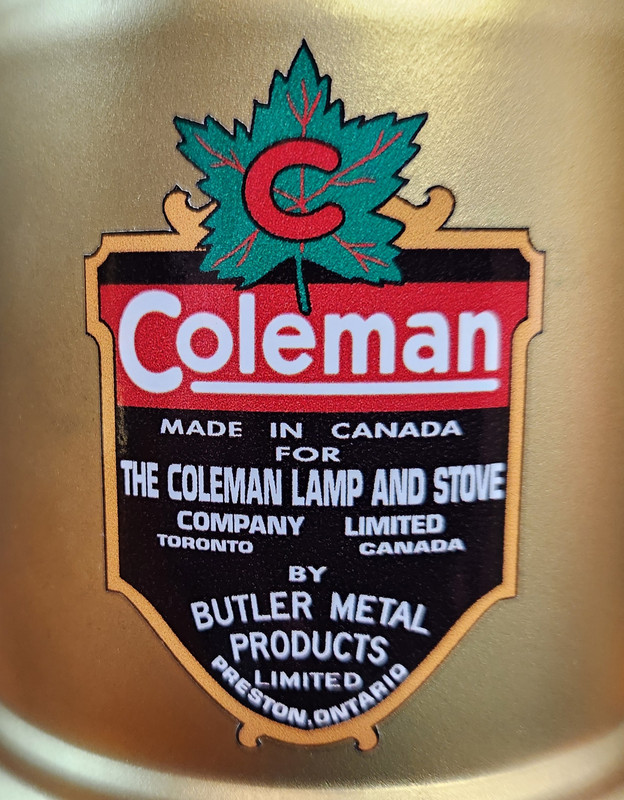 C
Coleman
MADE IN CANADA
FOR
THE COLEMAN LAMP AND STOVE
COMPANY LIMITED
TORONTO CANADA
BY
BUTLER METAL
PRODUCTS
LIMITED
PRESTON, ONTARIO